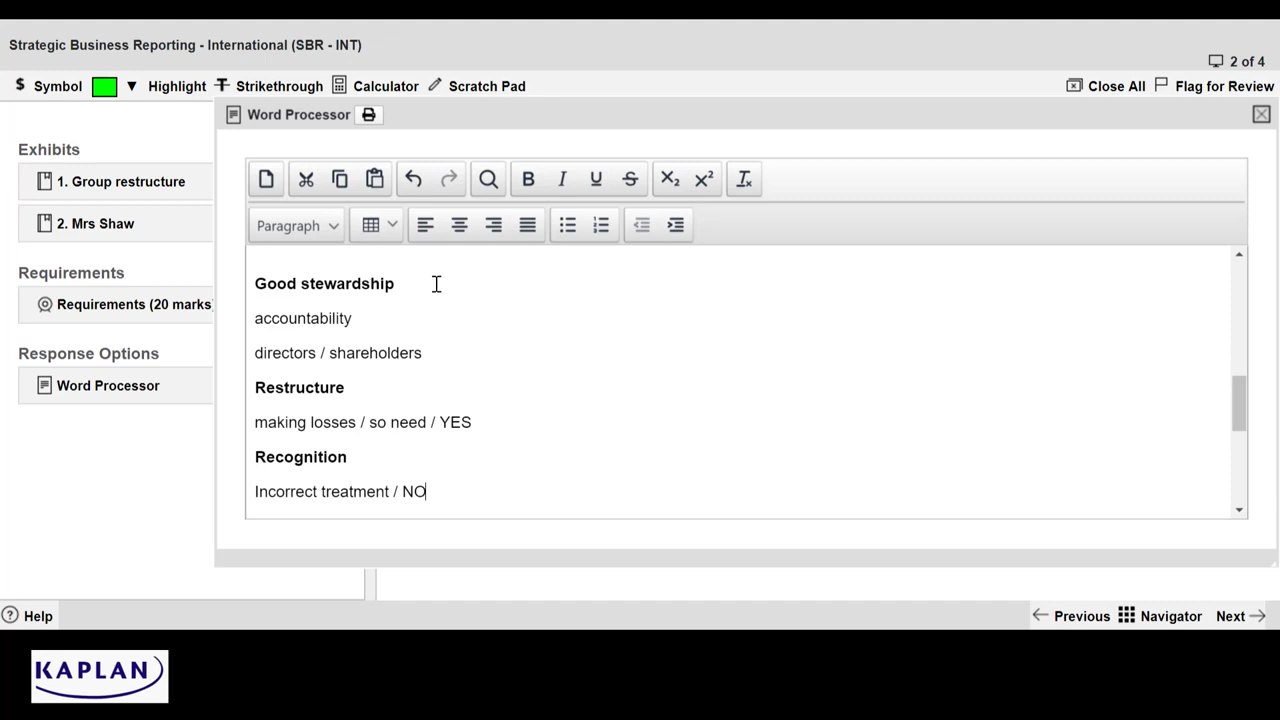 Strategic Business Reporting - International (SBR - INT)
2 of 4
$ Symbol Highlight Strikethrough Calculator Scratch Pad Close All Flag for Review
Word Processor
Exhibits
1. Group restructure
2. Mrs Shaw
Requirements
Requirements (20 marks)
Response Options
Word Processor
B I U S X₂ X² Tx
Paragraph
Good stewardship
accountability
directors / shareholders
Restructure
making losses / so need / YES
Recognition
Incorrect treatment / NO
? Help
Previous Navigator Next
KAPLAN